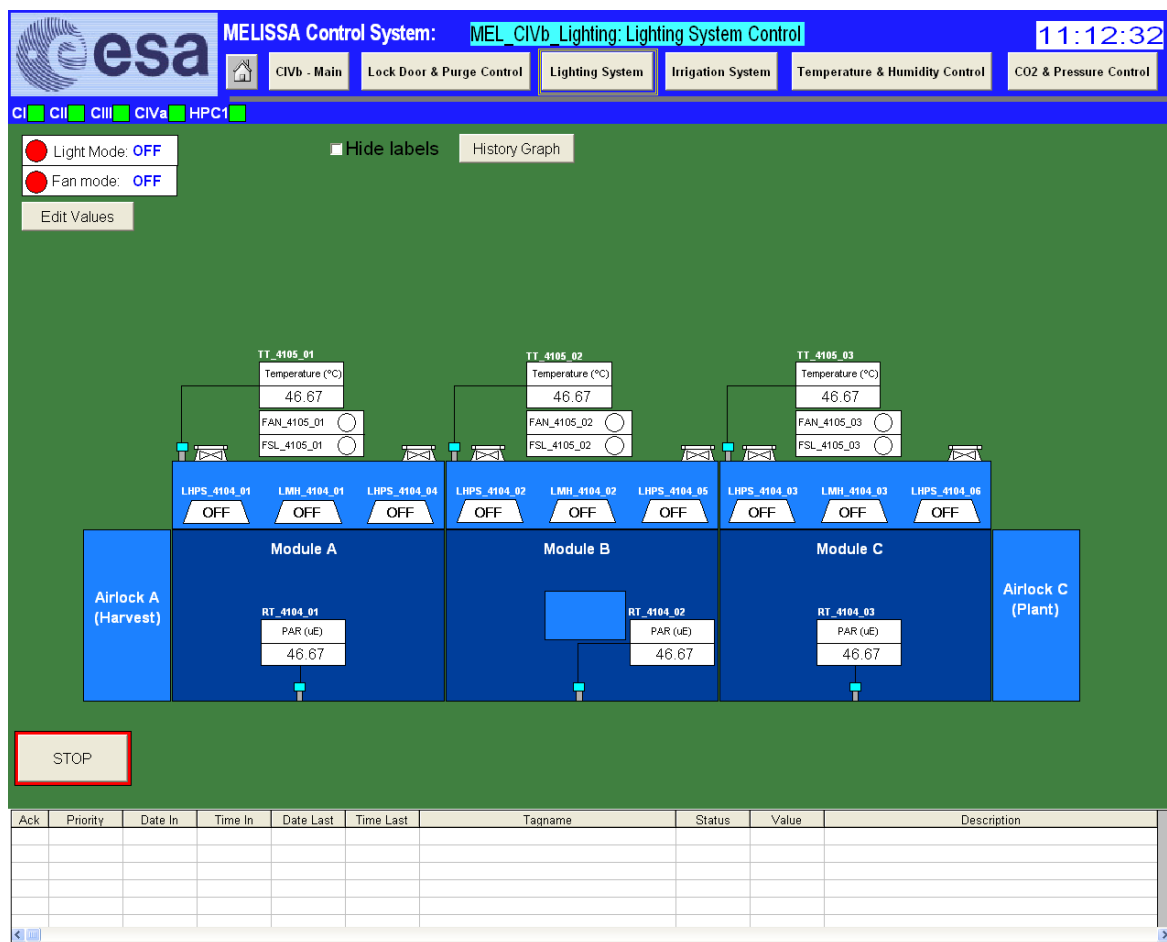 esa
MELISSA Control System: MEL_CIVb_Lighting: Lighting System Control 11:12:32
CIVb - Main Lock Door & Purge Control Lighting System Irrigation System Temperature & Humidity Control CO2 & Pressure Control
CI CII CIII CIVa HPC1
Light Mode: OFF Hide labels History Graph
Fan mode: OFF
Edit Values
TT_4105_01 TT_4105_02 TT_4105_03
Temperature (°C) Temperature (°C) Temperature (°C)
46.67 46.67 46.67
FAN_4105_01 FAN_4105_02 FAN_4105_03
FSL_4105_01 FSL_4105_02 FSL_4105_03
LHPS_4104_01 LMH_4104_01 LHPS_4104_04 LHPS_4104_02 LMH_4104_02 LHPS_4104_05 LHPS_4104_03 LMH_4104_03 LHPS_4104_06
OFF OFF OFF OFF OFF OFF OFF OFF OFF
Module A Module B Module C
Airlock A Airlock C
(Harvest) (Plant)
RT_4104_01 RT_4104_02 RT_4104_03
PAR (uE) PAR (uE) PAR (uE)
46.67 46.67 46.67
STOP
Ack Priority Date In Time In Date Last Time Last Tagname Status Value Description